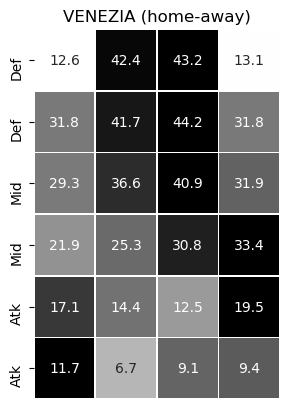 VENEZIA (home-away)
Def 12.6 42.4 43.2 13.1
Def 31.8 41.7 44.2 31.8
Mid 29.3 36.6 40.9 31.9
Mid 21.9 25.3 30.8 33.4
Atk 17.1 14.4 12.5 19.5
Atk 11.7 6.7 9.1 9.4